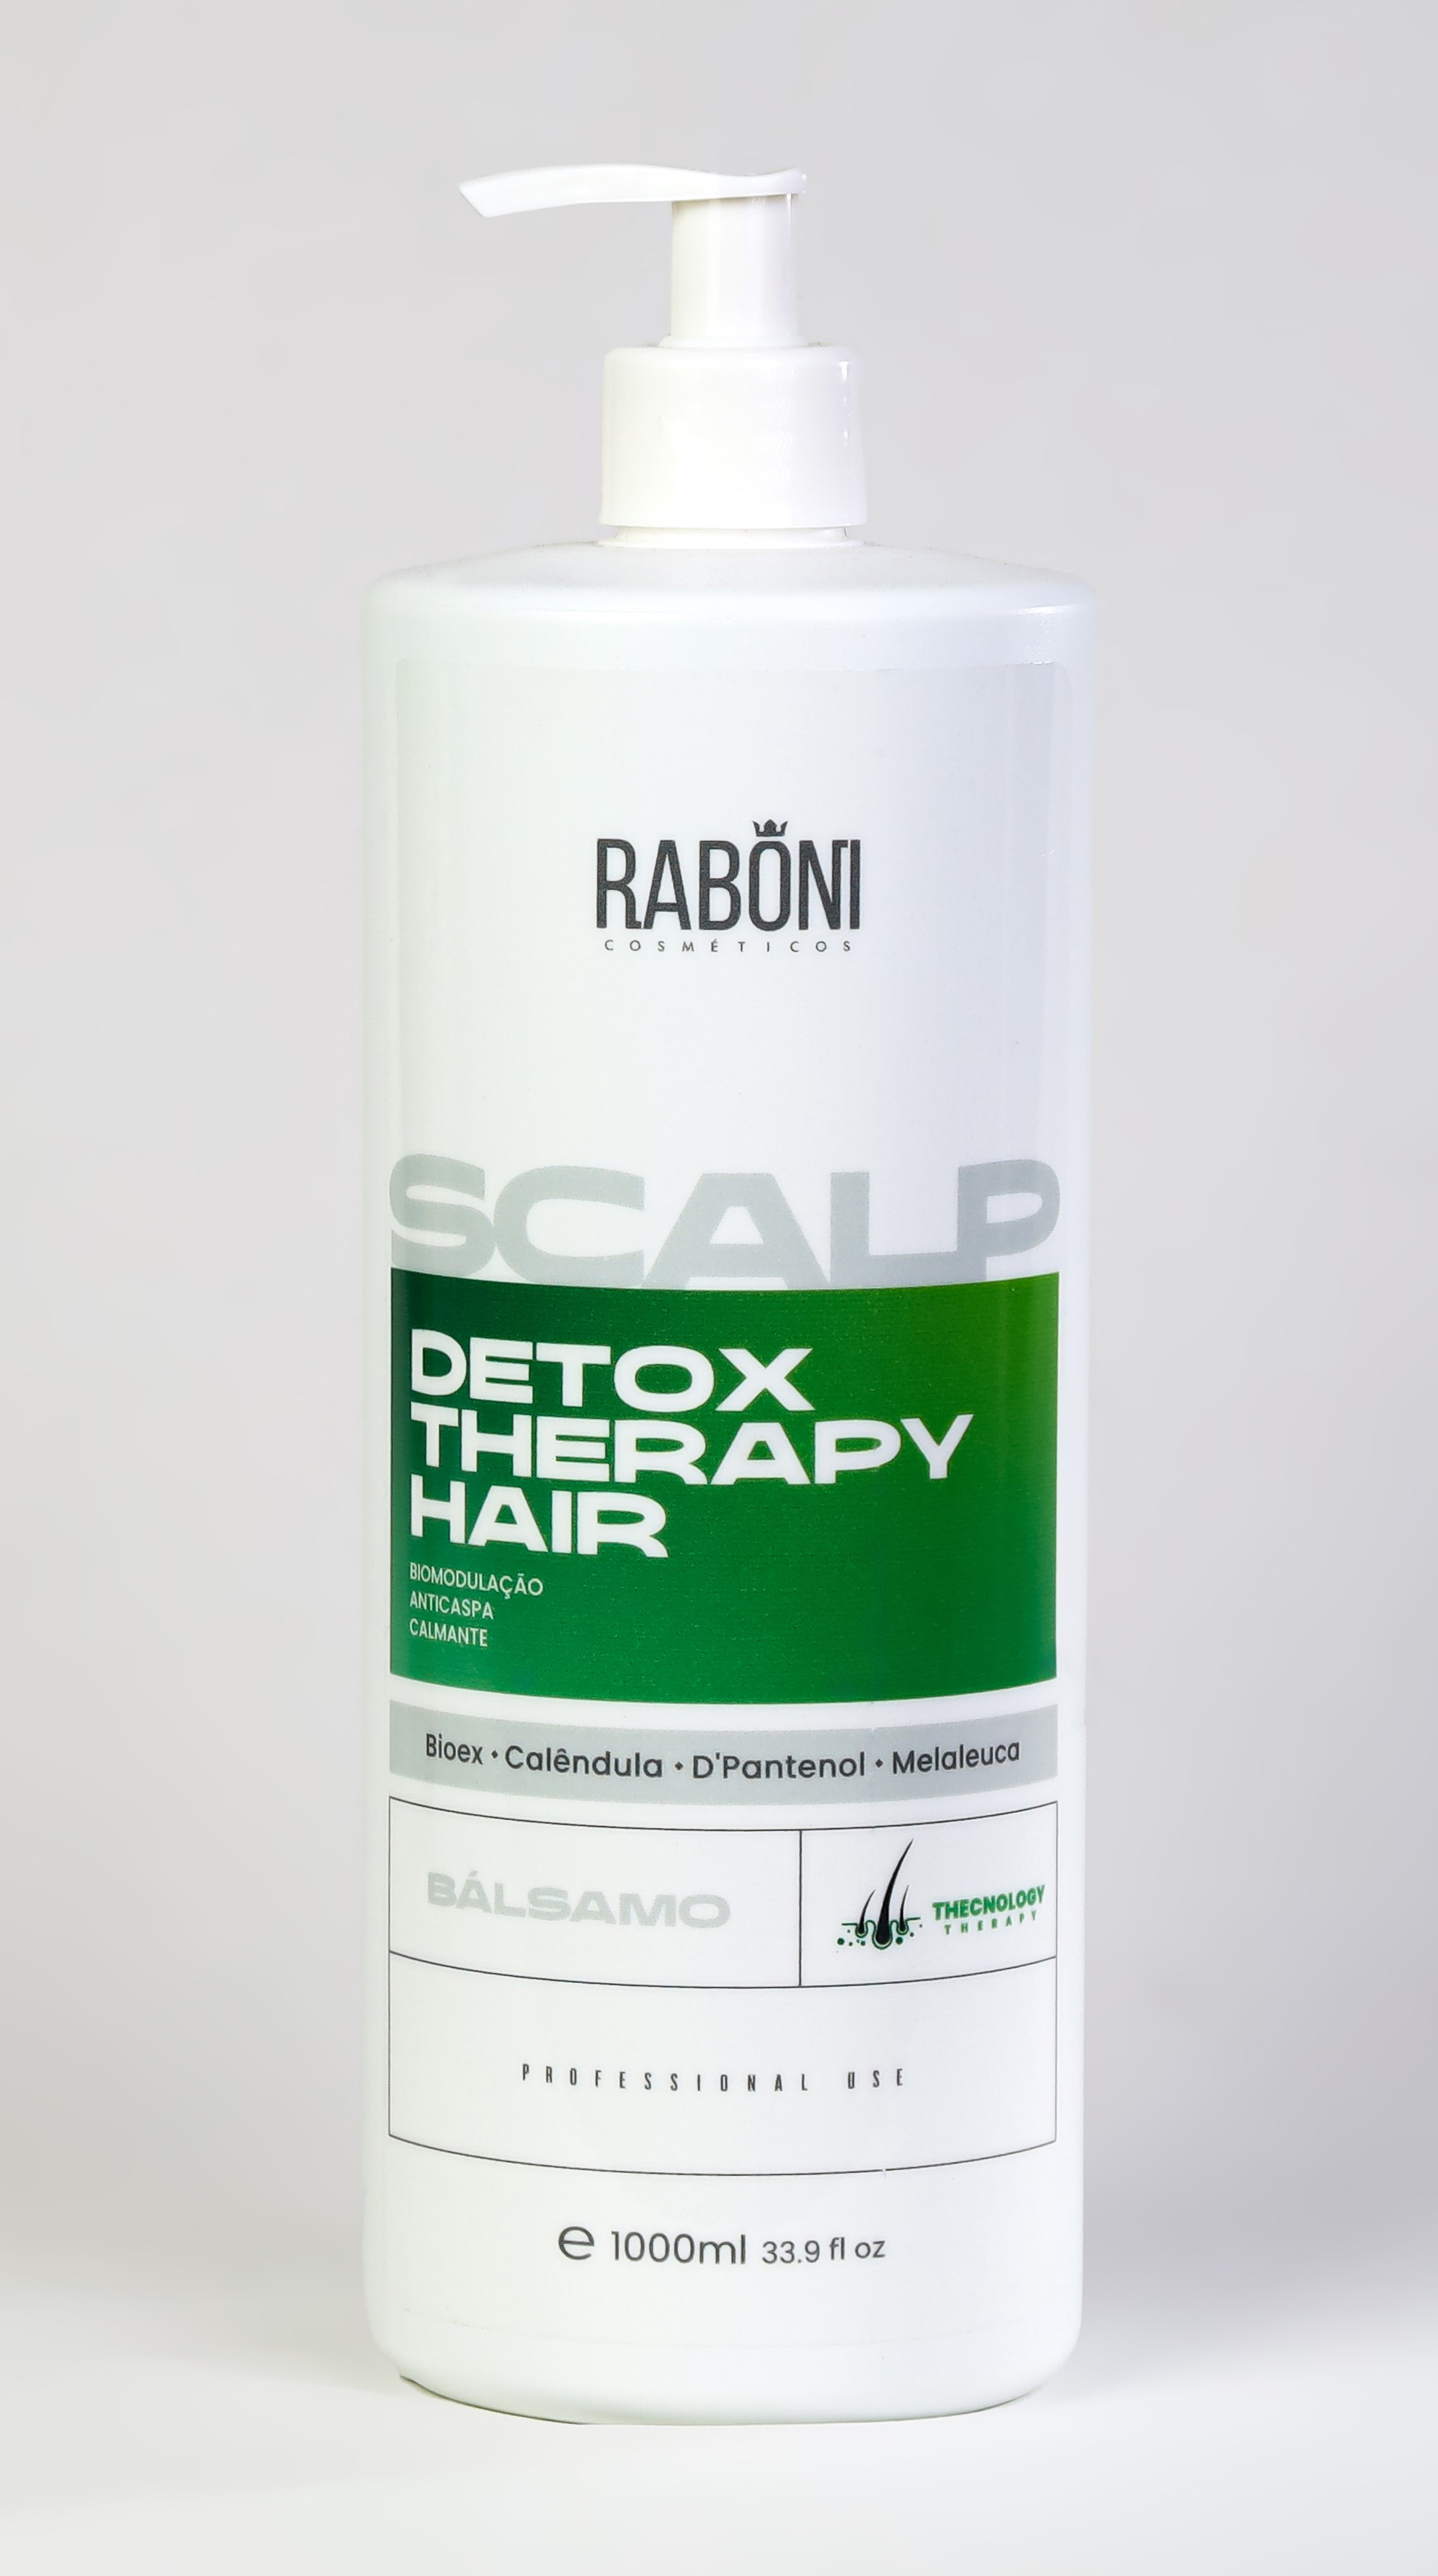 RABONI
COSMÉTICOS
SCALP
DETOX
THERAPY
HAIR
BIOMODULAÇÃO
ANTICASPA
CALMANTE
Bioex • Calêndula • D'Pantenol • Melaleuca
BÁLSAMO
THECNOLOGY
THERAPY
PROFESSIONAL USE
e 1000ml 33.9 fl oz